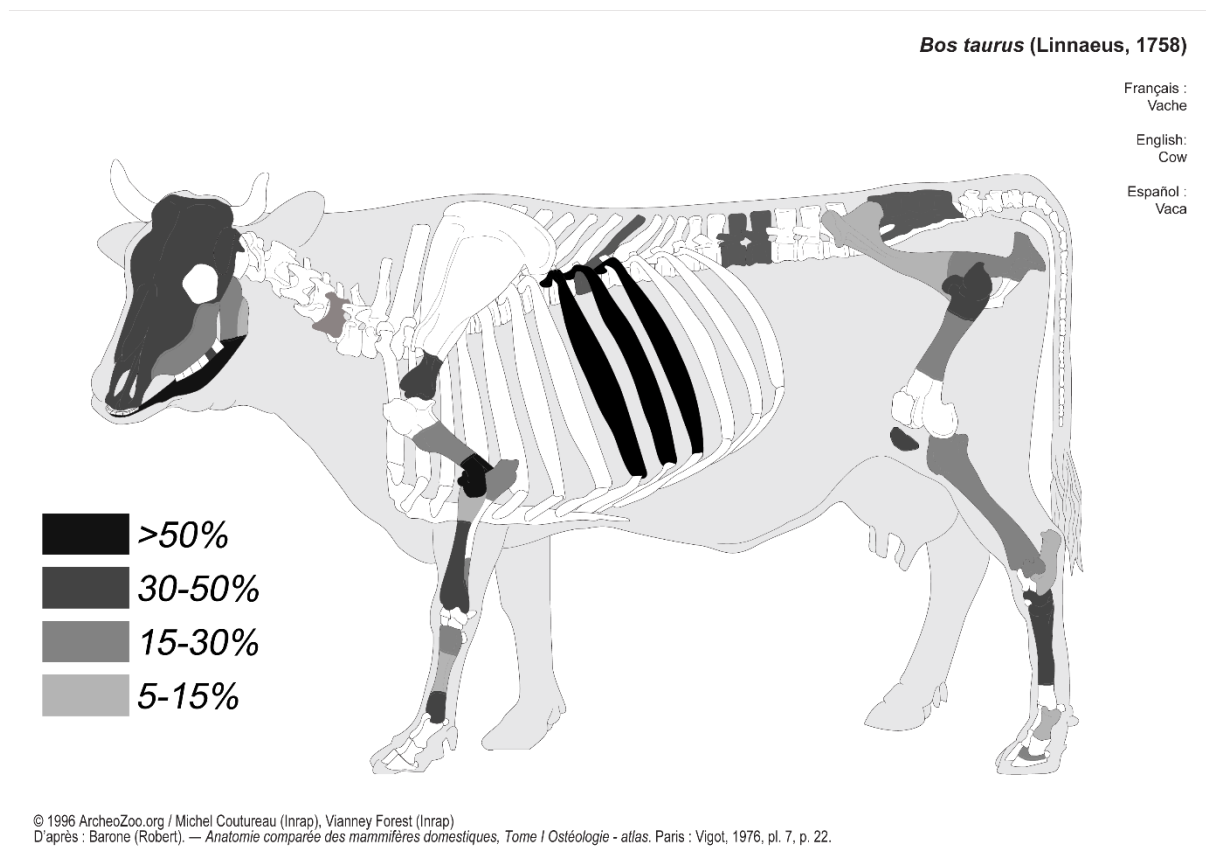 Bos taurus (Linnaeus, 1758)
Français :
Vache
English:
Cow
Español :
Vaca
>50%
30-50%
15-30%
5-15%
© 1996 ArcheoZoo.org / Michel Coutureau (Inrap), Vianney Forest (Inrap)
D'après : Barone (Robert). — Anatomie comparée des mammifères domestiques, Tome I Ostéologie - atlas. Paris : Vigot, 1976, pl. 7, p. 22.